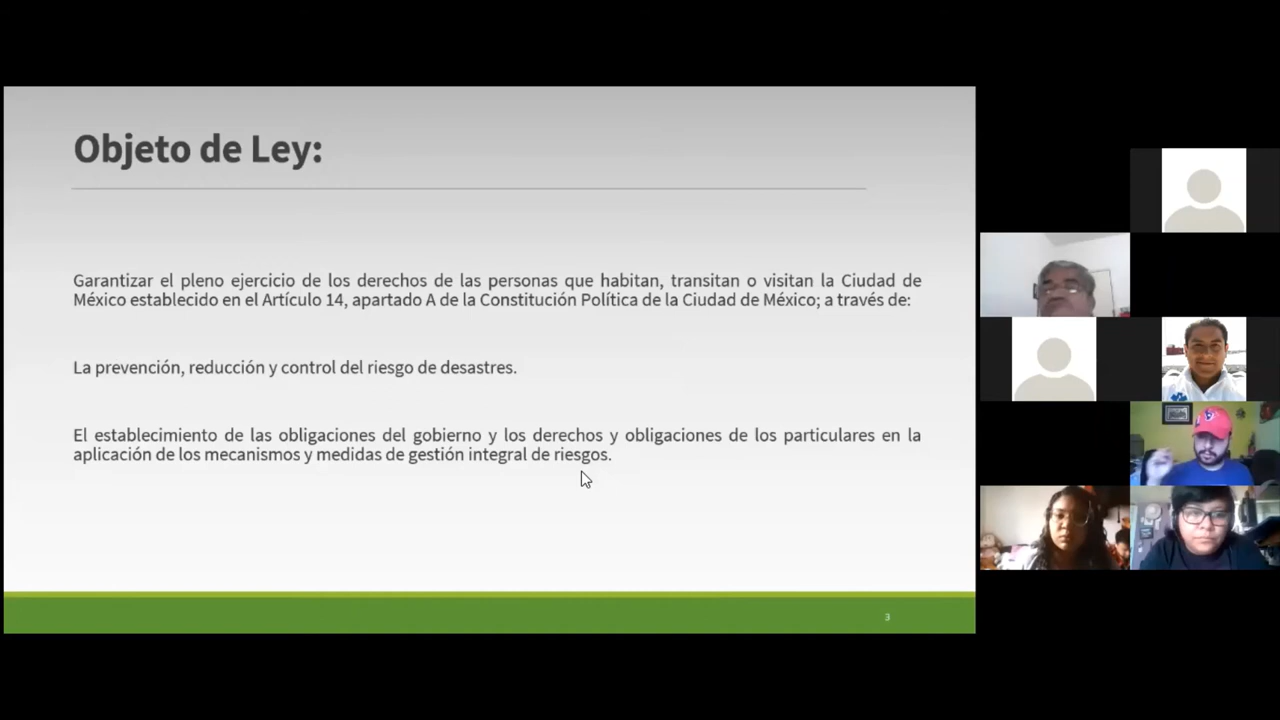 Objeto de Ley:
Garantizar el pleno ejercicio de los derechos de las personas que habitan, transitan o visitan la Ciudad de
México establecido en el Artículo 14, apartado A de la Constitución Política de la Ciudad de México; a través de:
La prevención, reducción y control del riesgo de desastres.
El establecimiento de las obligaciones del gobierno y los derechos y obligaciones de los particulares en la
aplicación de los mecanismos y medidas de gestión integral de riesgos.
3